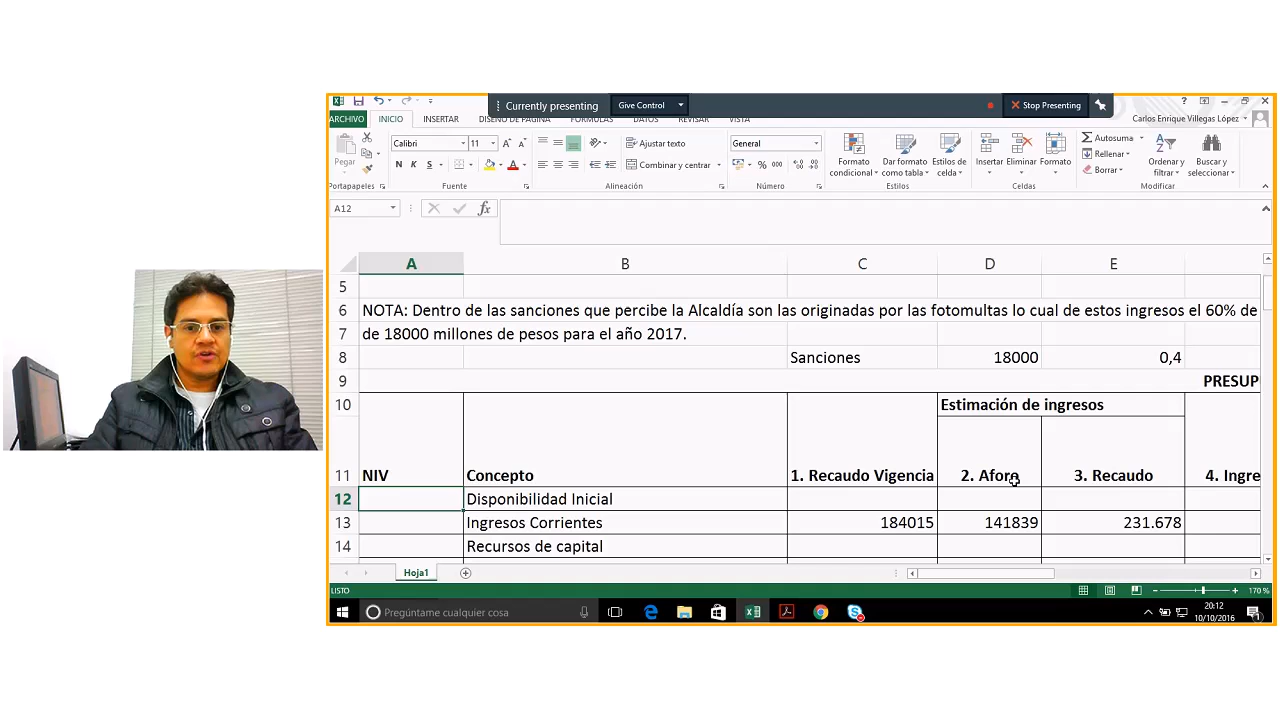 Currently presenting
Give Control
Stop Presenting
ARCHIVO INICIO INSERTAR DISEÑO DE PÁGINA FÓRMULAS DATOS REVISAR VISTA
Carlos Enrique Villegas López
Pegar
Calibri 11
N K S
Ajustar texto
Combinar y centrar
General
% 000
Formato condicional
Dar formato como tabla
Estilos de celda
Insertar
Eliminar
Formato
Autosuma
Rellenar
Borrar
Ordenar y filtrar
Buscar y seleccionar
Portapapeles Fuente Alineación Número Estilos Celdas Modificar
A12 fx
A B C D E
5
6 NOTA: Dentro de las sanciones que percibe la Alcaldía son las originadas por las fotomultas lo cual de estos ingresos el 60% de
7 de 18000 millones de pesos para el año 2017.
8 Sanciones 18000 0,4
9 PRESUP
10 Estimación de ingresos
11 NIV Concepto 1. Recaudo Vigencia 2. Aforo 3. Recaudo 4. Ingre
12 Disponibilidad Inicial
13 Ingresos Corrientes 184015 141839 231.678
14 Recursos de capital
Hoja1
LISTO 170 %
Pregúntame cualquier cosa
20:12
10/10/2016